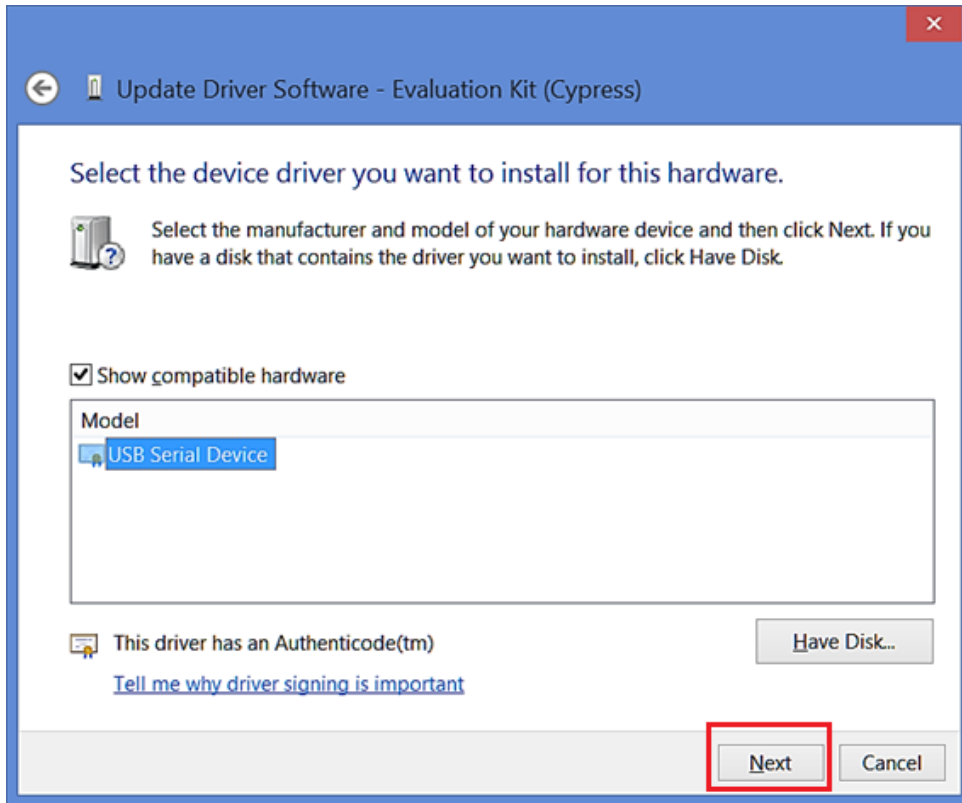 Update Driver Software - Evaluation Kit (Cypress)
Select the device driver you want to install for this hardware.
Select the manufacturer and model of your hardware device and then click Next. If you
have a disk that contains the driver you want to install, click Have Disk.
Show compatible hardware
Model
USB Serial Device
This driver has an Authenticode(tm)
Have Disk...
Tell me why driver signing is important
Next
Cancel